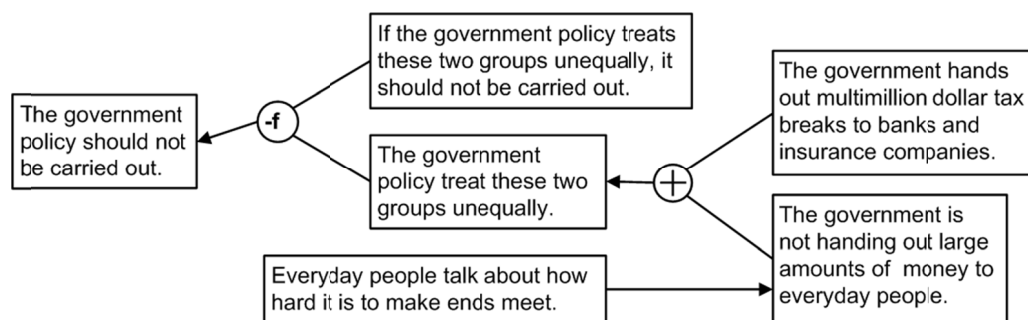 If the government policy treats
these two groups unequally, it
should not be carried out.
The government hands
out multimillion dollar tax
breaks to banks and
insurance companies.
The government
policy should not
be carried out.
-f
The government
policy treat these two
groups unequally.
+
The government is
not handing out large
amounts of money to
everyday people.
Everyday people talk about how
hard it is to make ends meet.